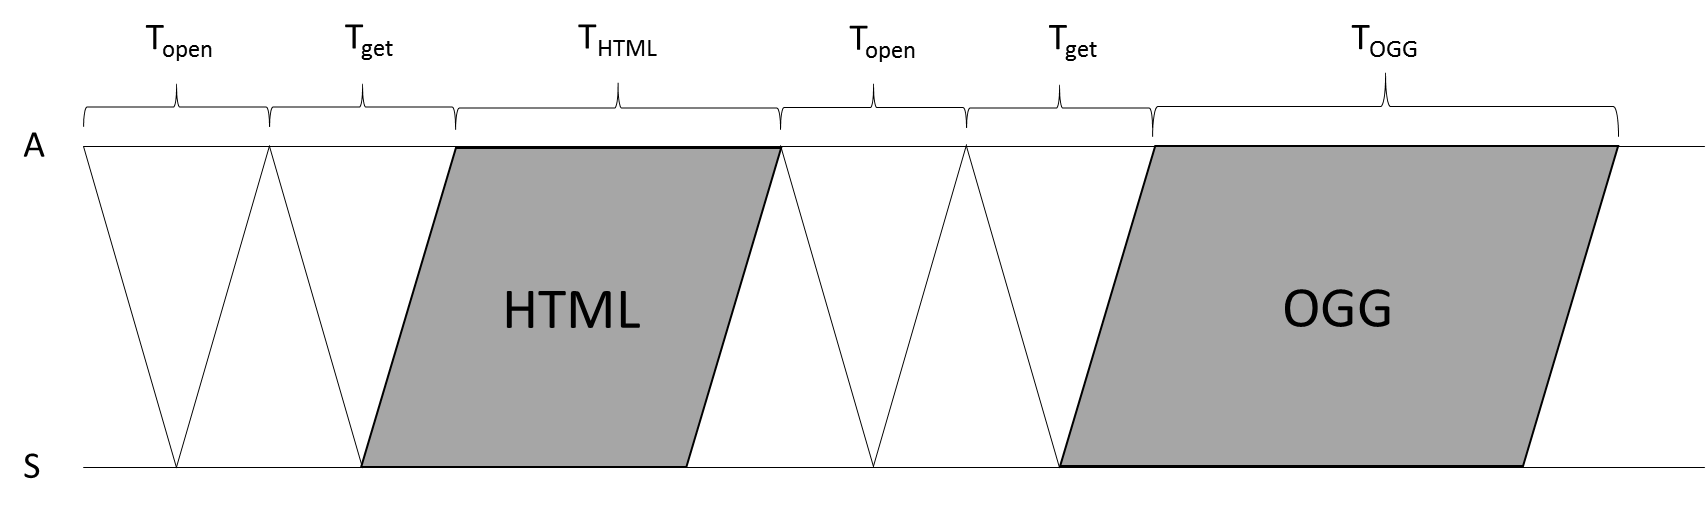 T_open T_get T_HTML T_open T_get T_OGG
A
HTML OGG
S